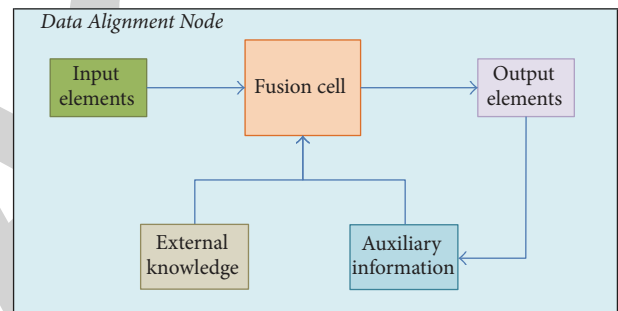 Data Alignment Node
Input
elements
Fusion cell
Output
elements
External
knowledge
Auxiliary
information